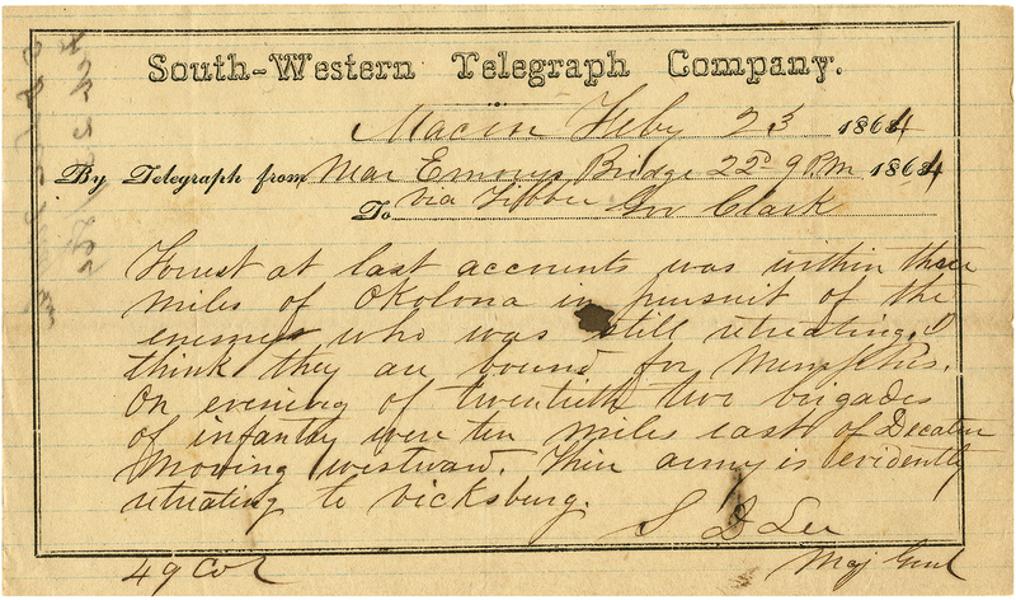 South-Western Telegraph Company.
Macon Feby 23 1864
By Telegraph from Near Emorys Bridge 22d 9 P.M. 1864
via Tibbee
To Gov Clark
Forrest at last accounts was within three
miles of Okolona in pursuit of the
enemy who was still retreating. I
think they are bound for Memphis.
On evening of twentieth two brigades
of infantry were ten miles east of Decatur
moving westward. Their army is evidently
retreating to Vicksburg.
S D Lee
Maj Genl
49 Col